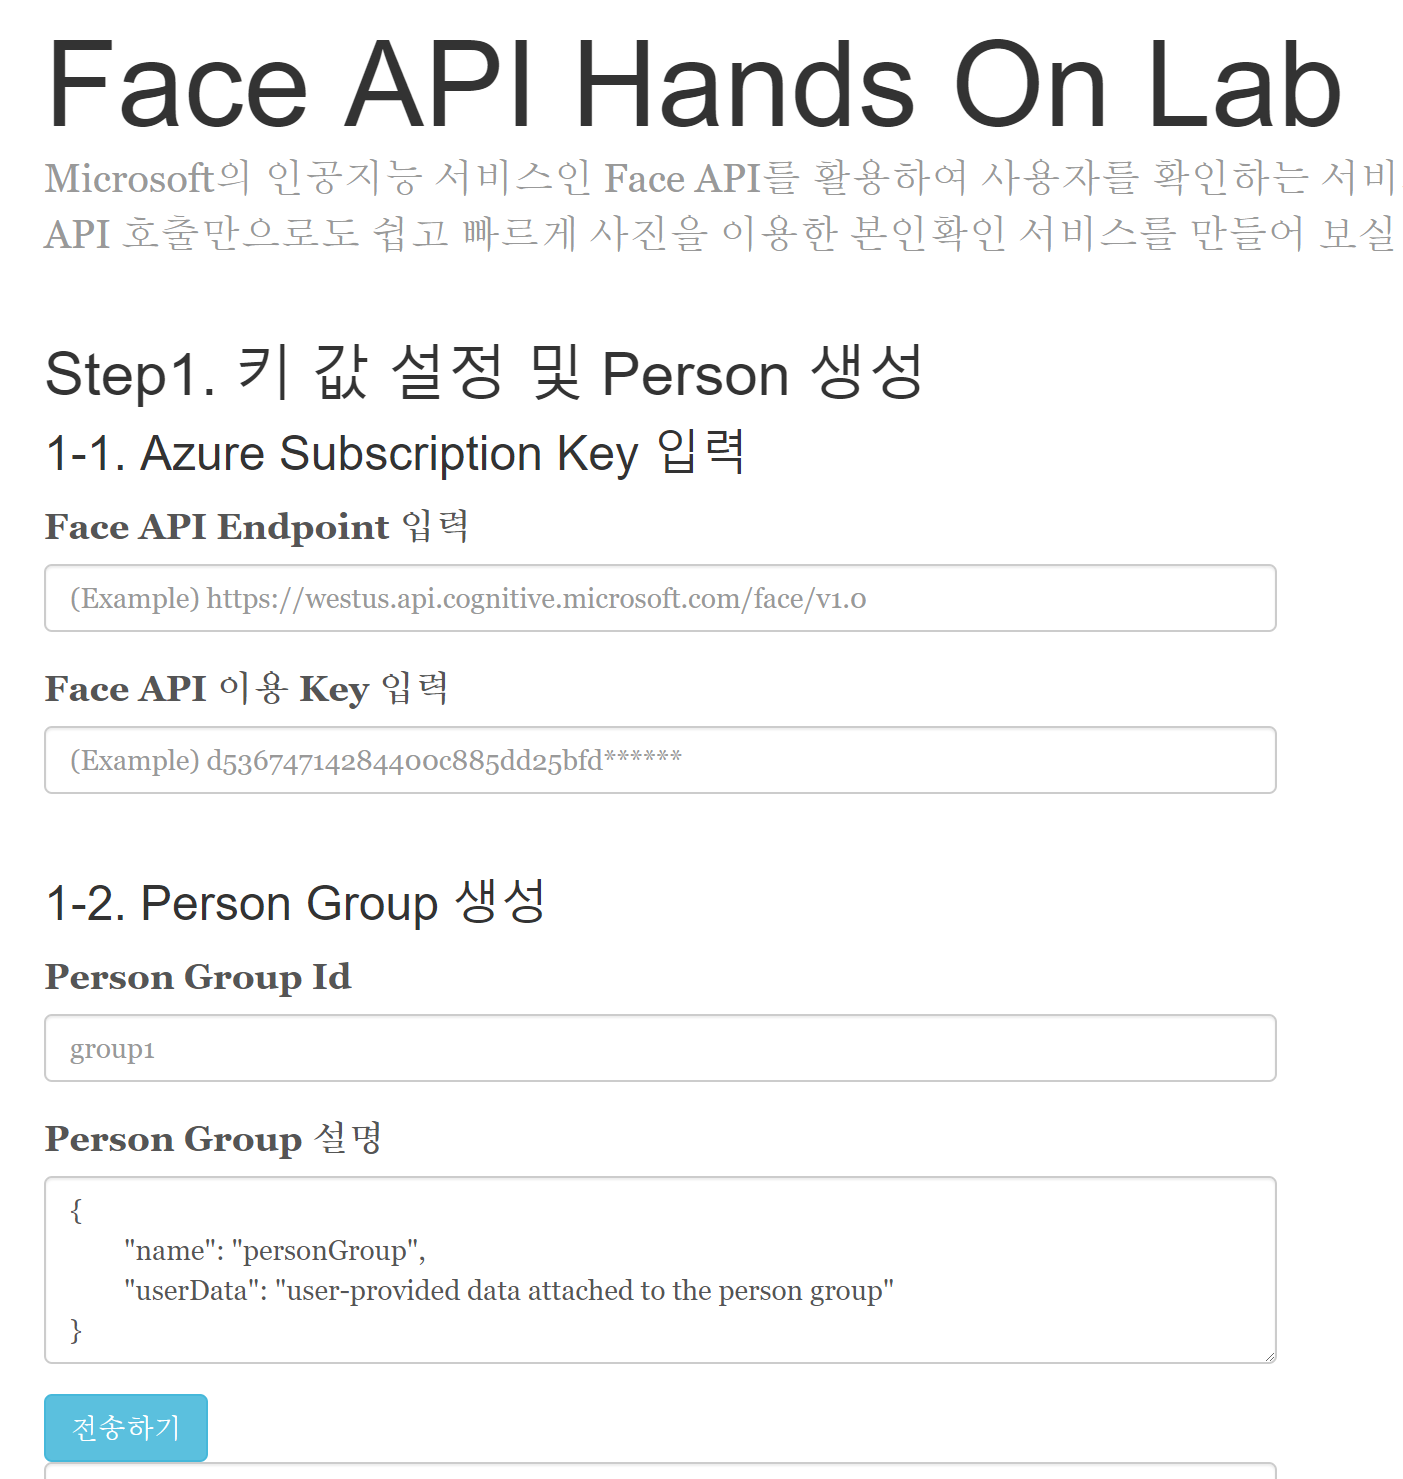 Face API Hands On Lab
Microsoft의 인공지능 서비스인 Face API를 활용하여 사용자를 확인하는 서비
API 호출만으로도 쉽고 빠르게 사진을 이용한 본인확인 서비스를 만들어 보실
Step1. 키 값 설정 및 Person 생성
1-1. Azure Subscription Key 입력
Face API Endpoint 입력
(Example) https://westus.api.cognitive.microsoft.com/face/v1.0
Face API 이용 Key 입력
(Example) d53674714284400c885dd25bfd******
1-2. Person Group 생성
Person Group Id
group1
Person Group 설명
{
"name": "personGroup",
"userData": "user-provided data attached to the person group"
}
전송하기